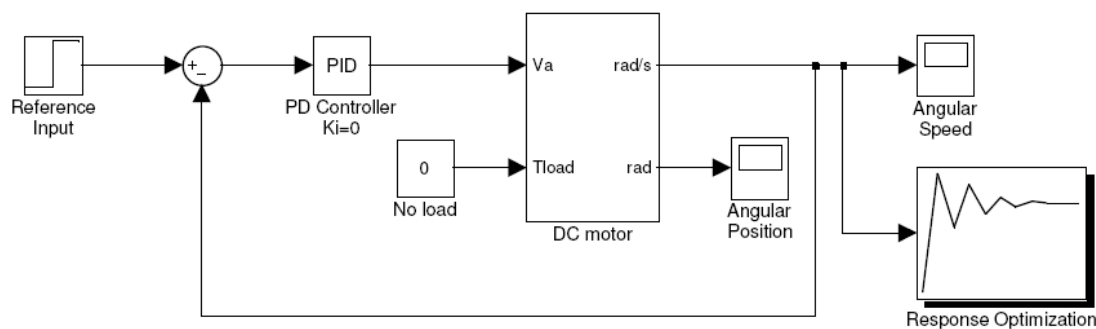 Reference
Input
+
−
PID
PD Controller
Ki=0
0
No load
Va
rad/s
Tload
rad
DC motor
Angular
Speed
Angular
Position
Response Optimization